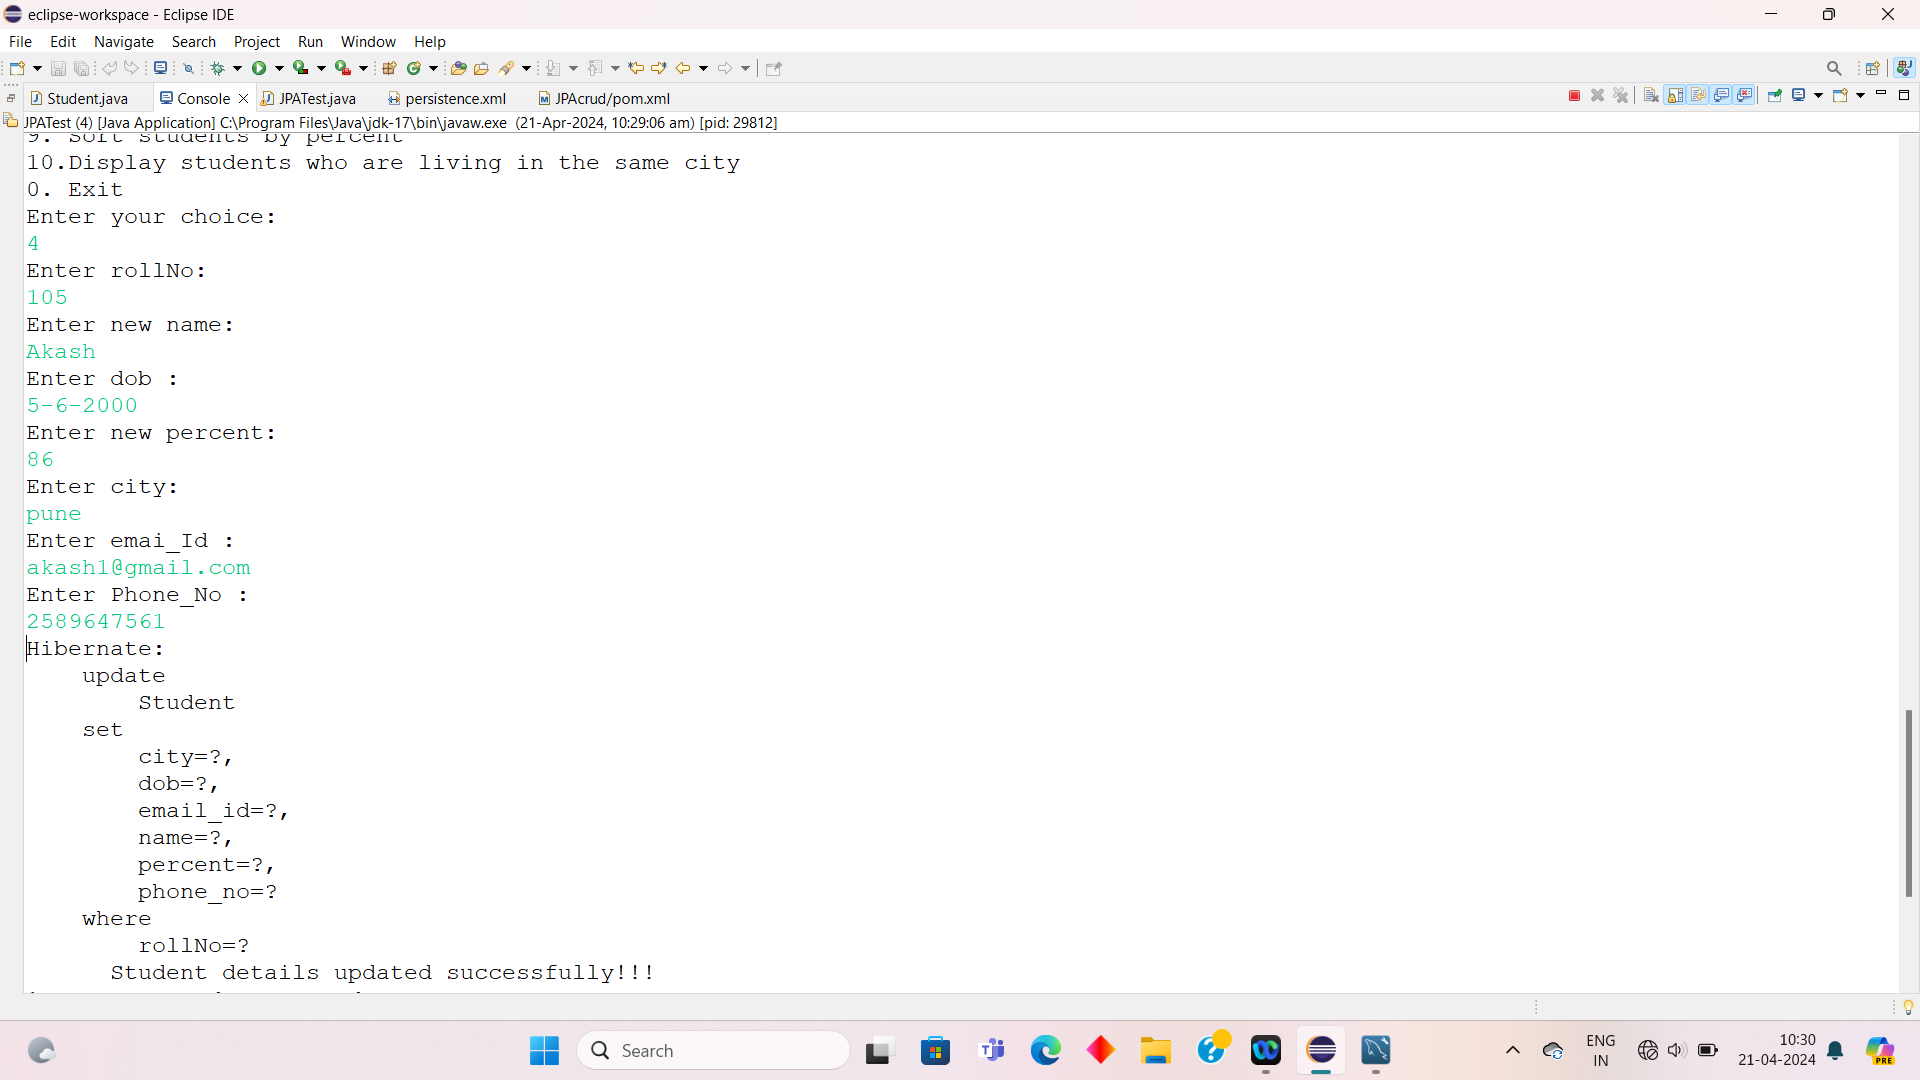 eclipse-workspace - Eclipse IDE
File Edit Navigate Search Project Run Window Help
Student.java Console JPATest.java persistence.xml JPAcrud/pom.xml
JPATest (4) [Java Application] C:\Program Files\Java\jdk-17\bin\javaw.exe (21-Apr-2024, 10:29:06 am) [pid: 29812]
9. Sort students by percent
10.Display students who are living in the same city
0. Exit
Enter your choice:
4
Enter rollNo:
105
Enter new name:
Akash
Enter dob :
5-6-2000
Enter new percent:
86
Enter city:
pune
Enter emai_Id :
akash1@gmail.com
Enter Phone_No :
2589647561
Hibernate:
update
Student
set
city=?,
dob=?,
email_id=?,
name=?,
percent=?,
phone_no=?
where
rollNo=?
Student details updated successfully!!!
Search
ENG
IN
10:30
21-04-2024
PRE